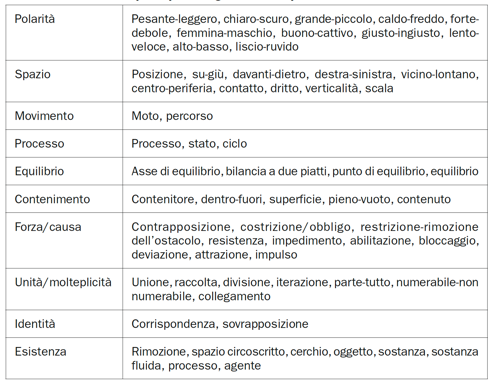 Polarità Pesante-leggero, chiaro-scuro, grande-piccolo, caldo-freddo, forte-
debole, femmina-maschio, buono-cattivo, giusto-ingiusto, lento-
veloce, alto-basso, liscio-ruvido
Spazio Posizione, su-giù, davanti-dietro, destra-sinistra, vicino-lontano,
centro-periferia, contatto, dritto, verticalità, scala
Movimento Moto, percorso
Processo Processo, stato, ciclo
Equilibrio Asse di equilibrio, bilancia a due piatti, punto di equilibrio, equilibrio
Contenimento Contenitore, dentro-fuori, superficie, pieno-vuoto, contenuto
Forza/causa Contrapposizione, costrizione/obbligo, restrizione-rimozione
dell'ostacolo, resistenza, impedimento, abilitazione, bloccaggio,
deviazione, attrazione, impulso
Unità/molteplicità Unione, raccolta, divisione, iterazione, parte-tutto, numerabile-non
numerabile, collegamento
Identità Corrispondenza, sovrapposizione
Esistenza Rimozione, spazio circoscritto, cerchio, oggetto, sostanza, sostanza
fluida, processo, agente